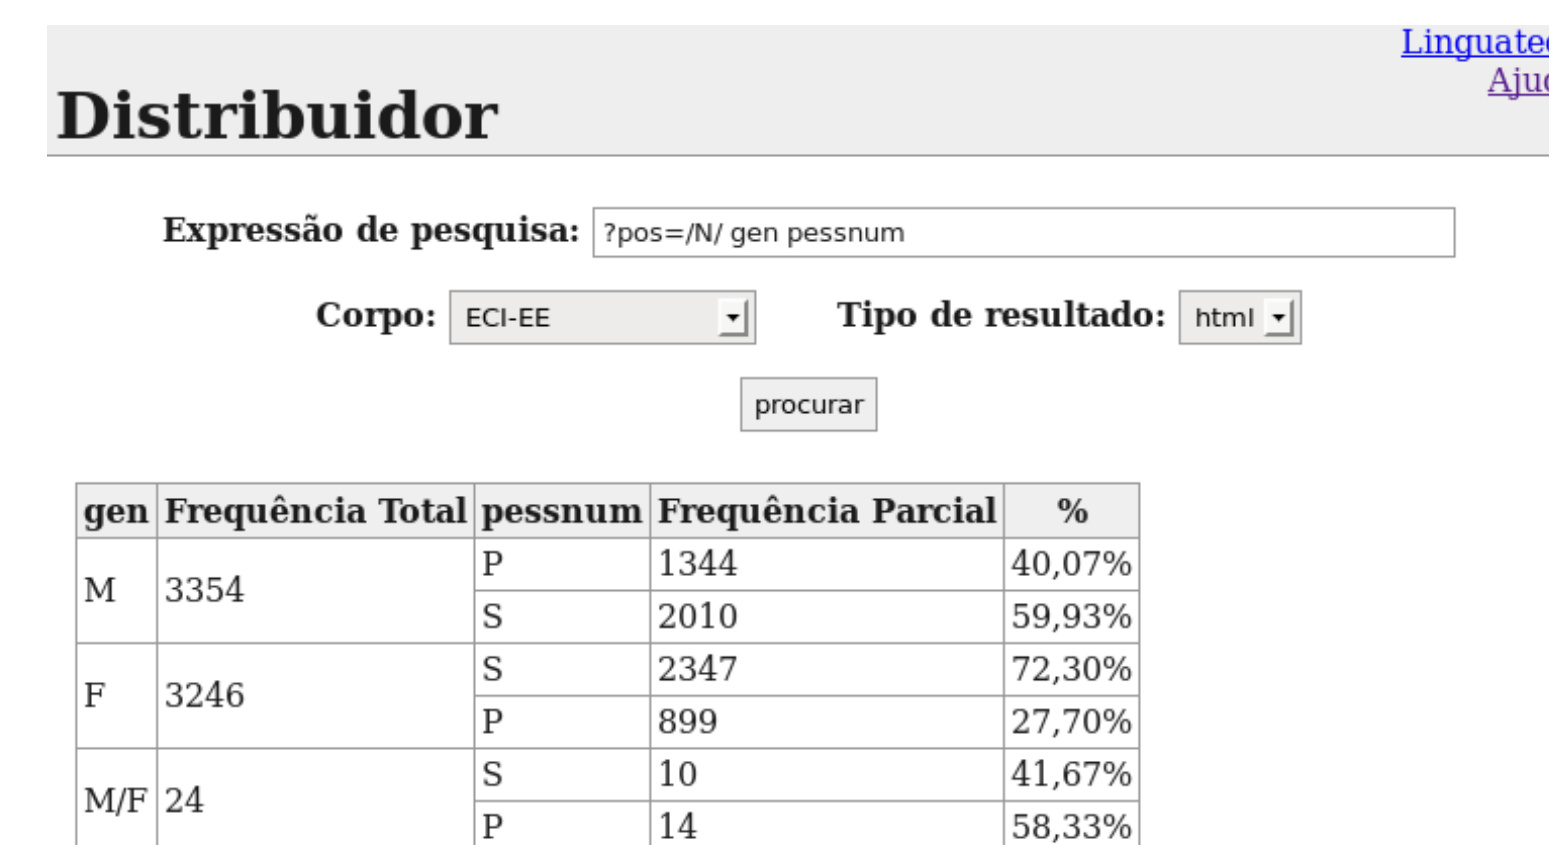 Distribuidor
Expressão de pesquisa: ?pos=/N/ gen pessnum
Corpo: ECI-EE Tipo de resultado: html
procurar
gen Frequência Total pessnum Frequência Parcial %
M 3354 P 1344 40,07%
S 2010 59,93%
F 3246 S 2347 72,30%
P 899 27,70%
M/F 24 S 10 41,67%
P 14 58,33%